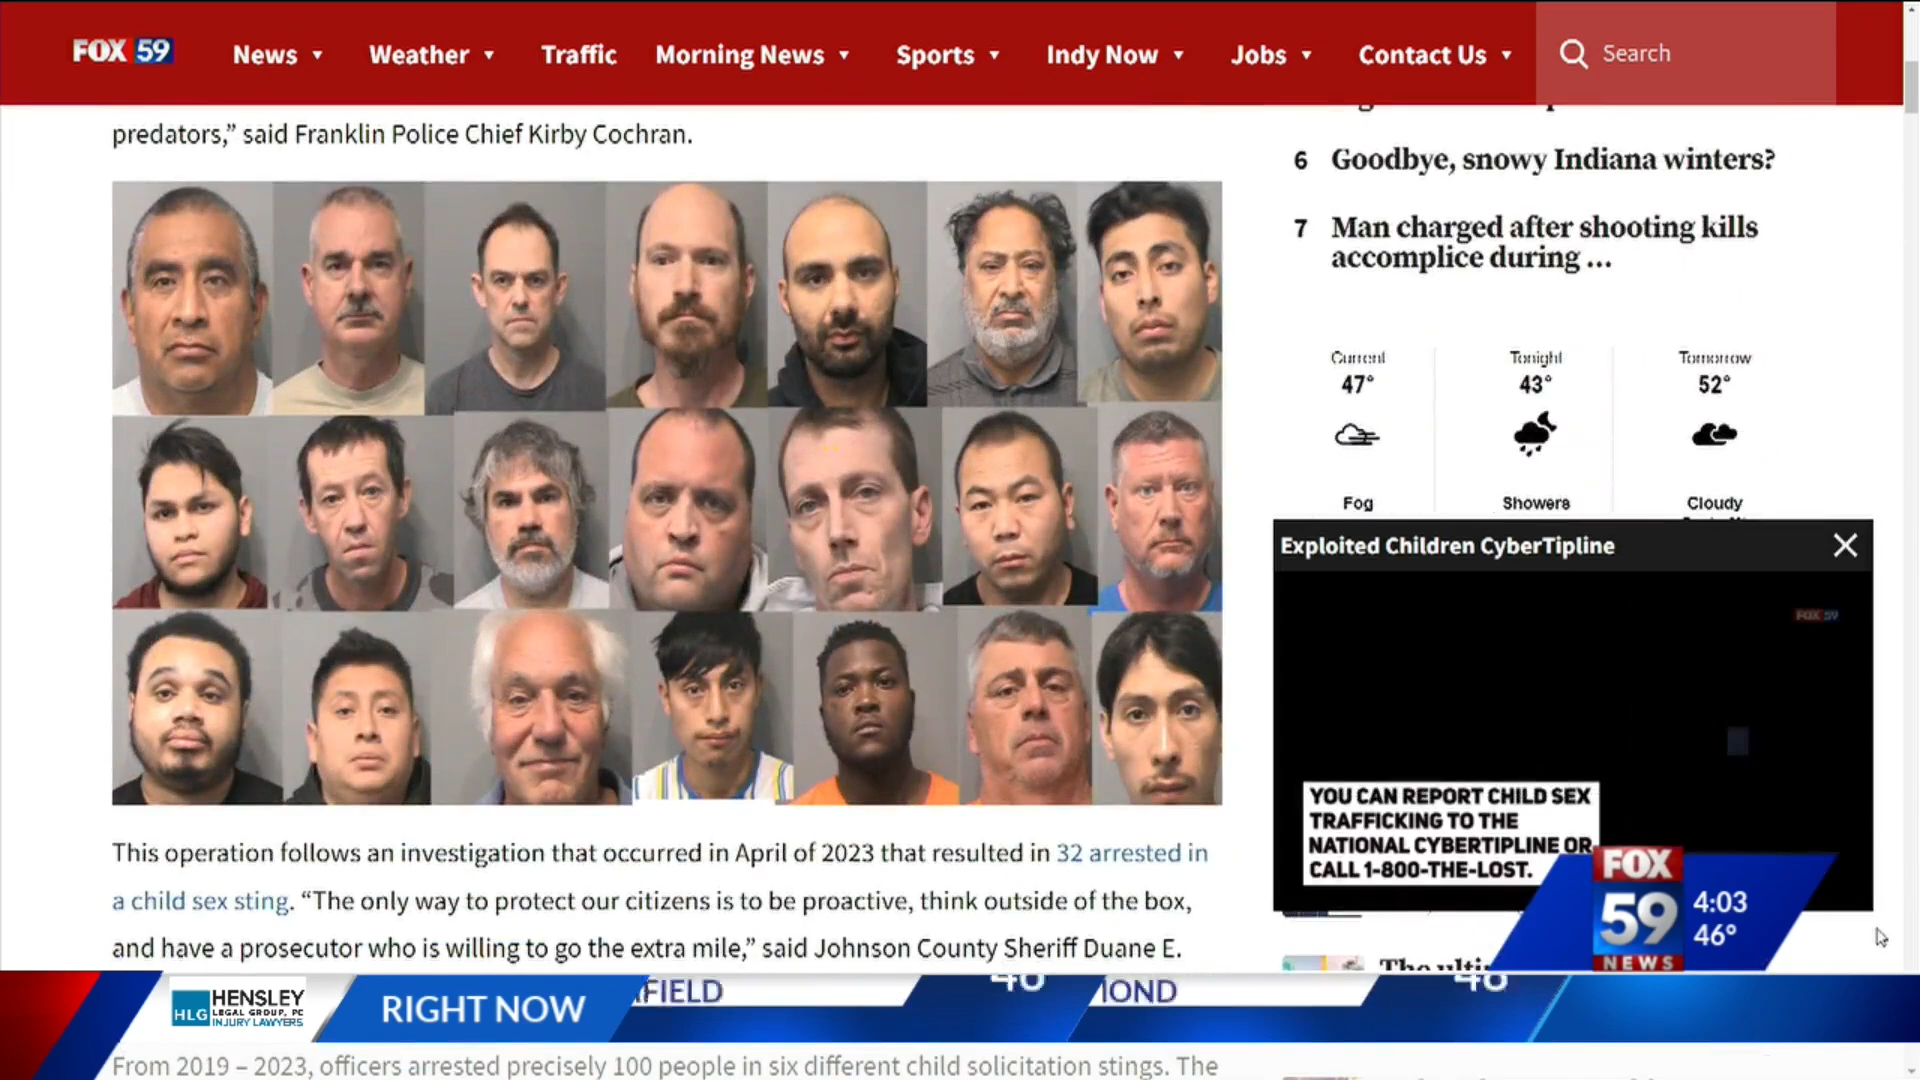 FOX 59
News
Weather
Traffic
Morning News
Sports
Indy Now
Jobs
Contact Us
Search
predators,” said Franklin Police Chief Kirby Cochran.
6 Goodbye, snowy Indiana winters?
7 Man charged after shooting kills
accomplice during ...
Current
47°
Fog
Tonight
43°
Showers
Tomorrow
52°
Cloudy
Exploited Children CyberTipline
FOX 59
YOU CAN REPORT CHILD SEX
TRAFFICKING TO THE
NATIONAL CYBERTIPLINE OR
CALL 1-800-THE-LOST.
This operation follows an investigation that occurred in April of 2023 that resulted in 32 arrested in
a child sex sting. “The only way to protect our citizens is to be proactive, think outside of the box,
and have a prosecutor who is willing to go the extra mile,” said Johnson County Sheriff Duane E.
FOX
59
NEWS
4:03
46°
HLG
HENSLEY
LEGAL GROUP, PC
INJURY LAWYERS
RIGHT NOW
From 2019 – 2023, officers arrested precisely 100 people in six different child solicitation stings. The